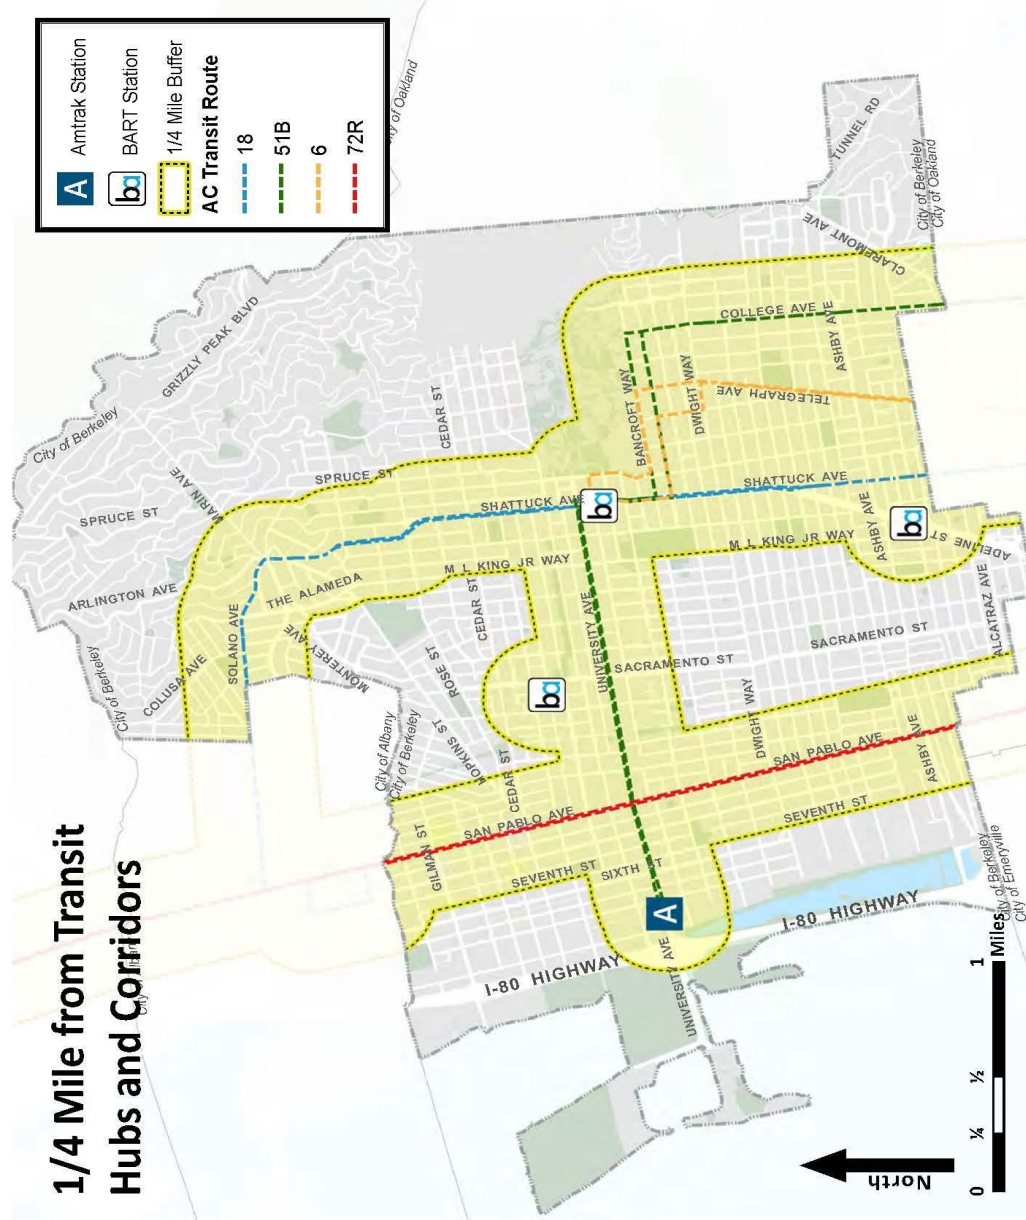 1/4 Mile from Transit
Hubs and Corridors
A Amtrak Station
ba BART Station
1/4 Mile Buffer
AC Transit Route
18
51B
6
72R
City of Oakland
TUNNEL RD
City of Berkeley
City of Oakland
CLAREMONT AVE
COLLEGE AVE
ASHBY AVE
TELEGRAPH AVE
DWIGHT WAY
BANCROFT WAY
GRIZZLY PEAK BLVD
City of Berkeley
CEDAR ST
SPRUCE ST
MARIN AVE
SPRUCE ST
SHATTUCK AVE
SHATTUCK AVE
ba
ba
ASHBY AVE
ADELINE ST
M L KING JR WAY
M L KING JR WAY
ARLINGTON AVE
THE ALAMEDA
SOLANO AVE
COLUSA AVE
City of Berkeley
MONTEREY AVE
CEDAR ST
ROSE ST
HOPKINS ST
UNIVERSITY AVE
SACRAMENTO ST
SACRAMENTO ST
ALCATRAZ AVE
ba
City of Albany
City of Berkeley
CEDAR ST
DWIGHT WAY
SAN PABLO AVE
SAN PABLO AVE
ASHBY AVE
GILMAN ST
SEVENTH ST
SEVENTH ST
SIXTH ST
A
UNIVERSITY AVE
I-80 HIGHWAY
I-80 HIGHWAY
City of Berkeley
City of Emeryville
North
0 ¼ ½ 1
Miles